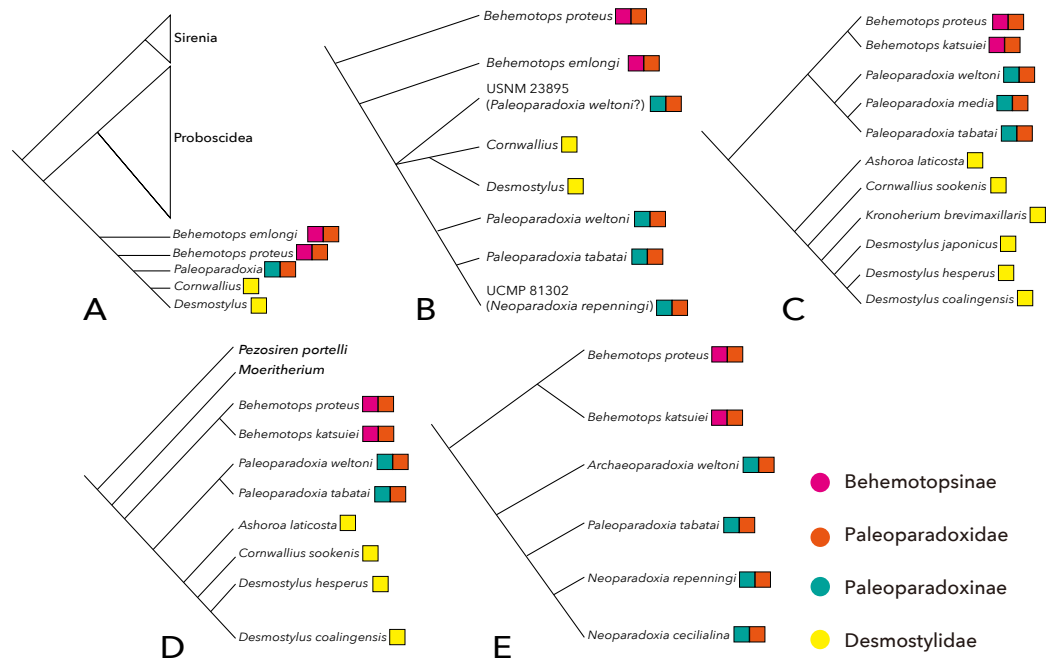 Sirenia
Proboscidea
Behemotops emlongi
Behemotops proteus
Paleoparadoxia
Cornwallius
Desmostylus
A
Behemotops proteus
Behemotops emlongi
USNM 23895
(Paleoparadoxia weltoni?)
Cornwallius
Desmostylus
Paleoparadoxia weltoni
Paleoparadoxia tabatai
UCMP 81302
(Neoparadoxia repenningi)
B
Behemotops proteus
Behemotops katsuiei
Paleoparadoxia weltoni
Paleoparadoxia media
Paleoparadoxia tabatai
Ashoroa laticosta
Cornwallius sookenis
Kronoherium brevimaxillaris
Desmostylus japonicus
Desmostylus hesperus
Desmostylus coalingensis
C
Pezosiren portelli
Moeritherium
Behemotops proteus
Behemotops katsuiei
Paleoparadoxia weltoni
Paleoparadoxia tabatai
Ashoroa laticosta
Cornwallius sookenis
Desmostylus hesperus
Desmostylus coalingensis
D
Behemotops proteus
Behemotops katsuiei
Archaeoparadoxia weltoni
Paleoparadoxia tabatai
Neoparadoxia repenningi
Neoparadoxia cecilialina
E
Behemotopsinae
Paleoparadoxidae
Paleoparadoxinae
Desmostylidae